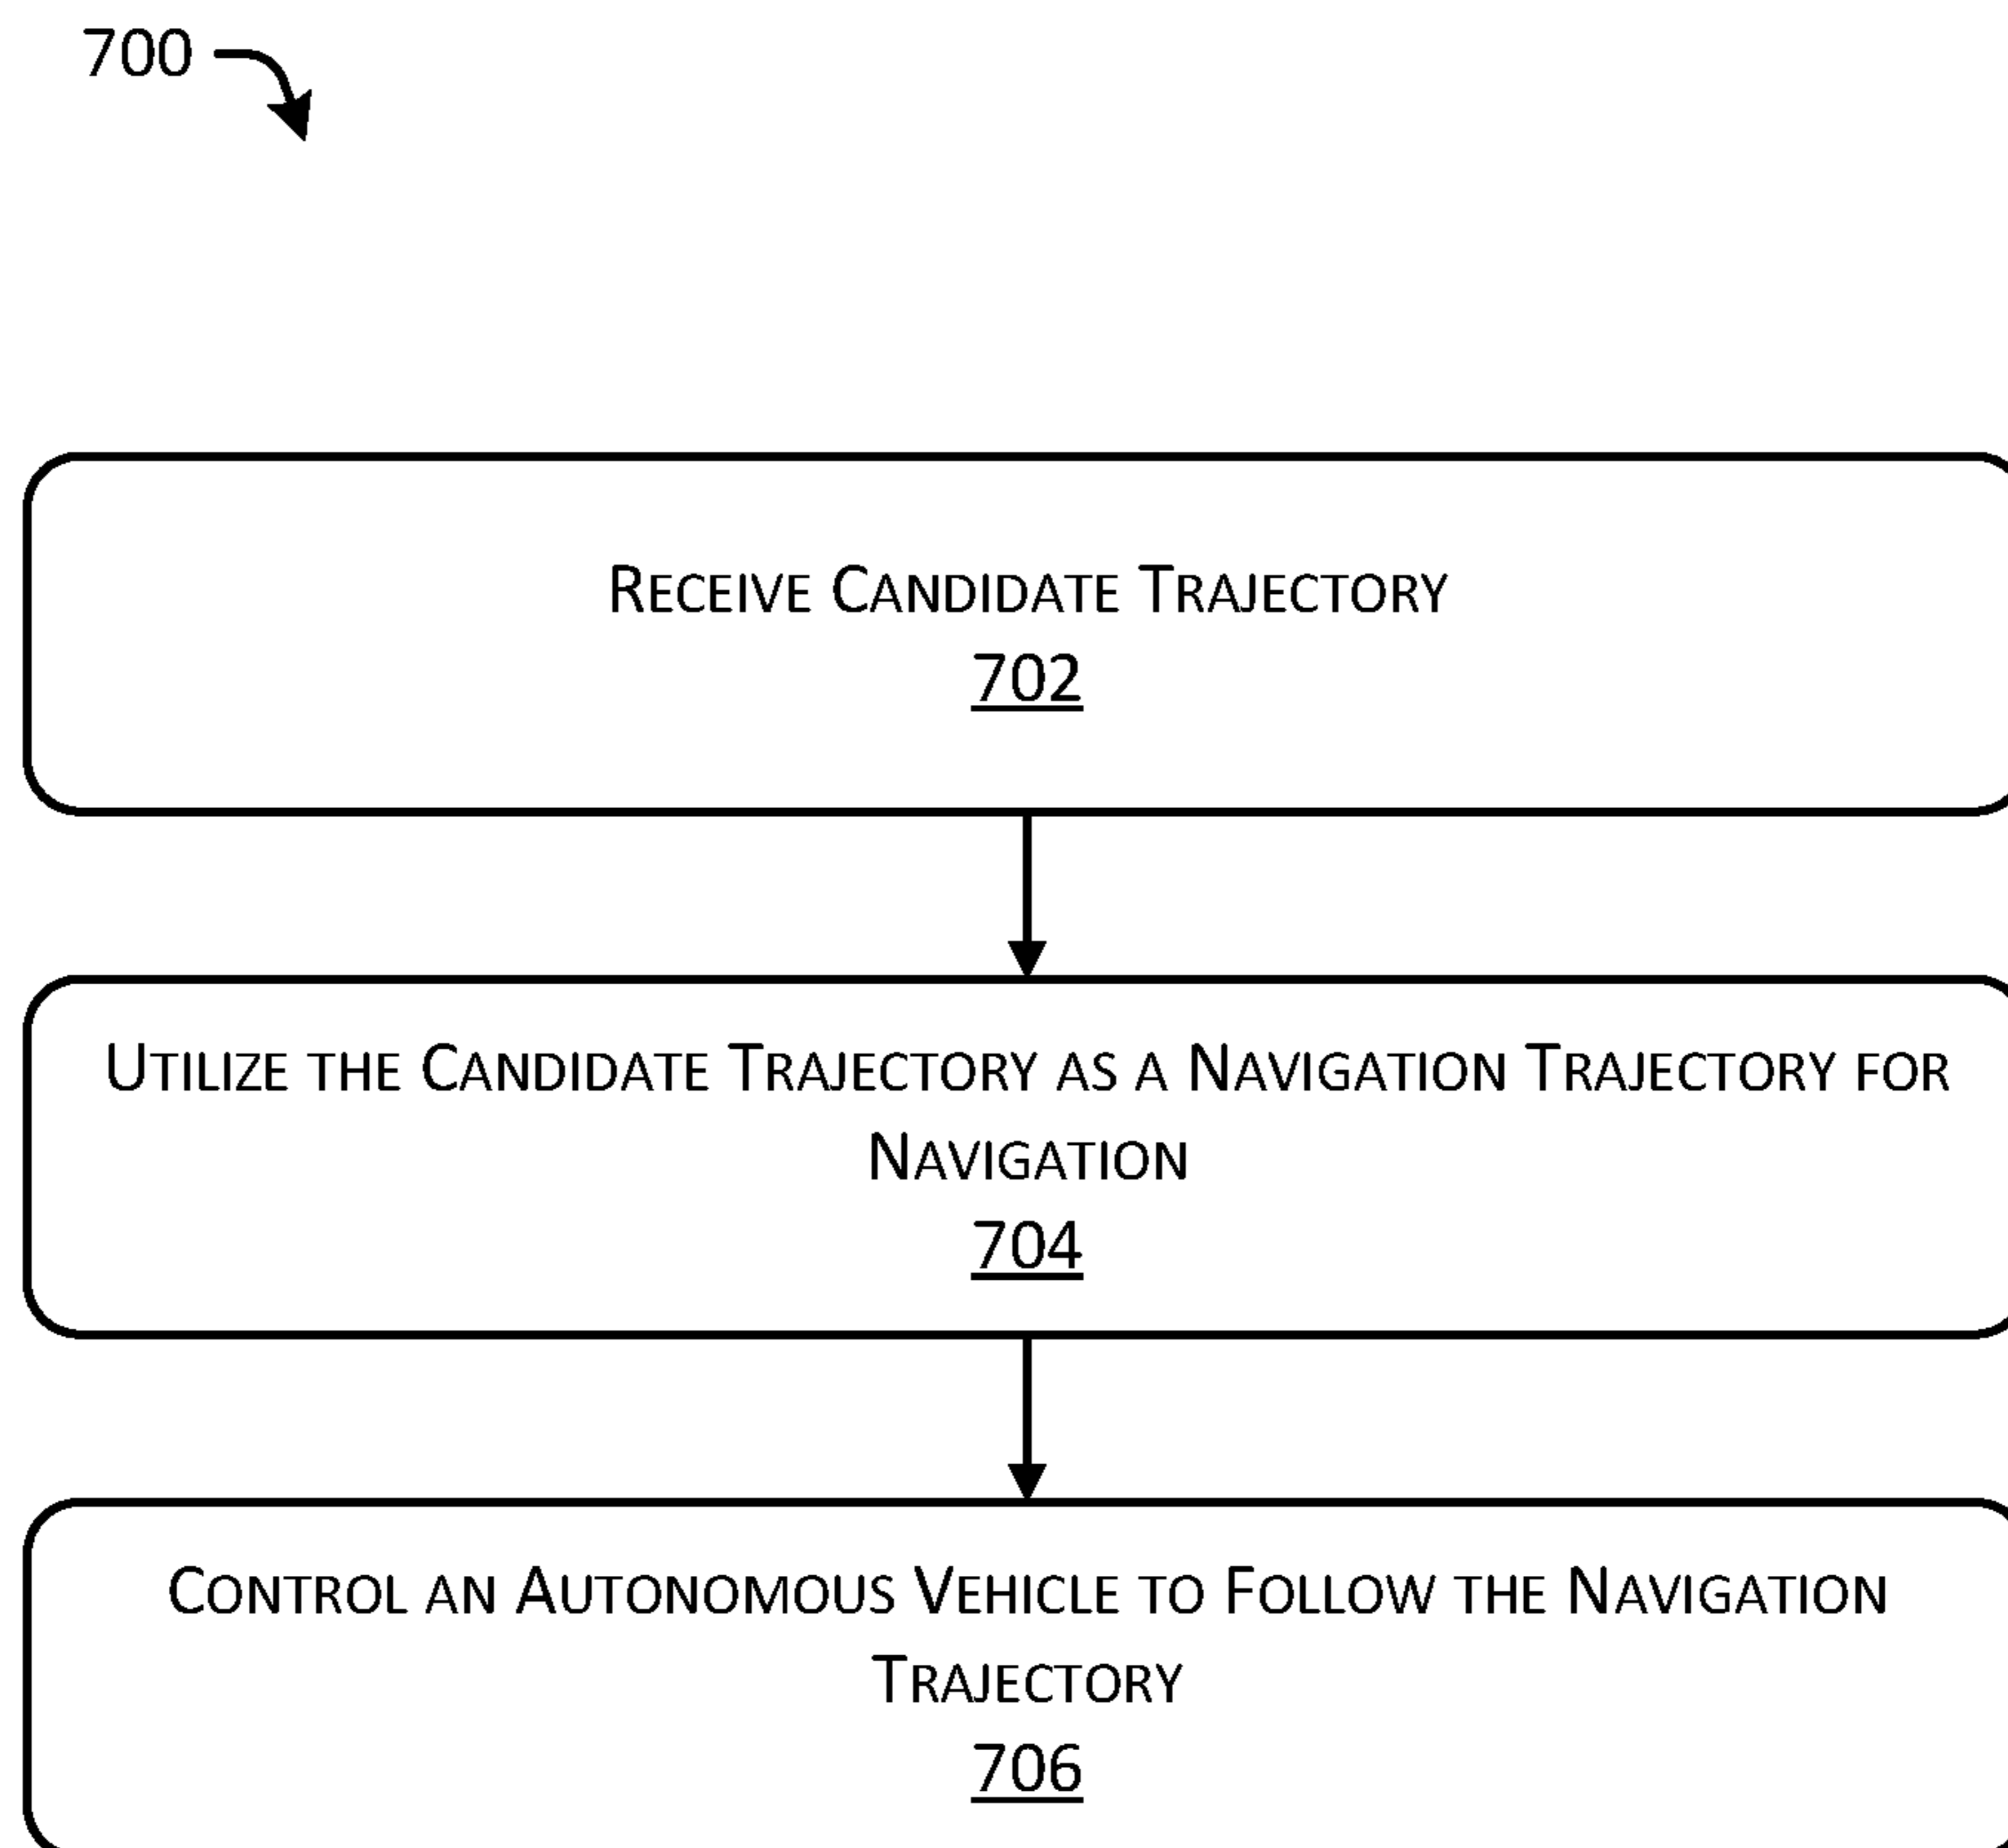 700
Receive Candidate Trajectory
702
Utilize the Candidate Trajectory as a Navigation Trajectory for
Navigation
704
Control an Autonomous Vehicle to Follow the Navigation
Trajectory
706